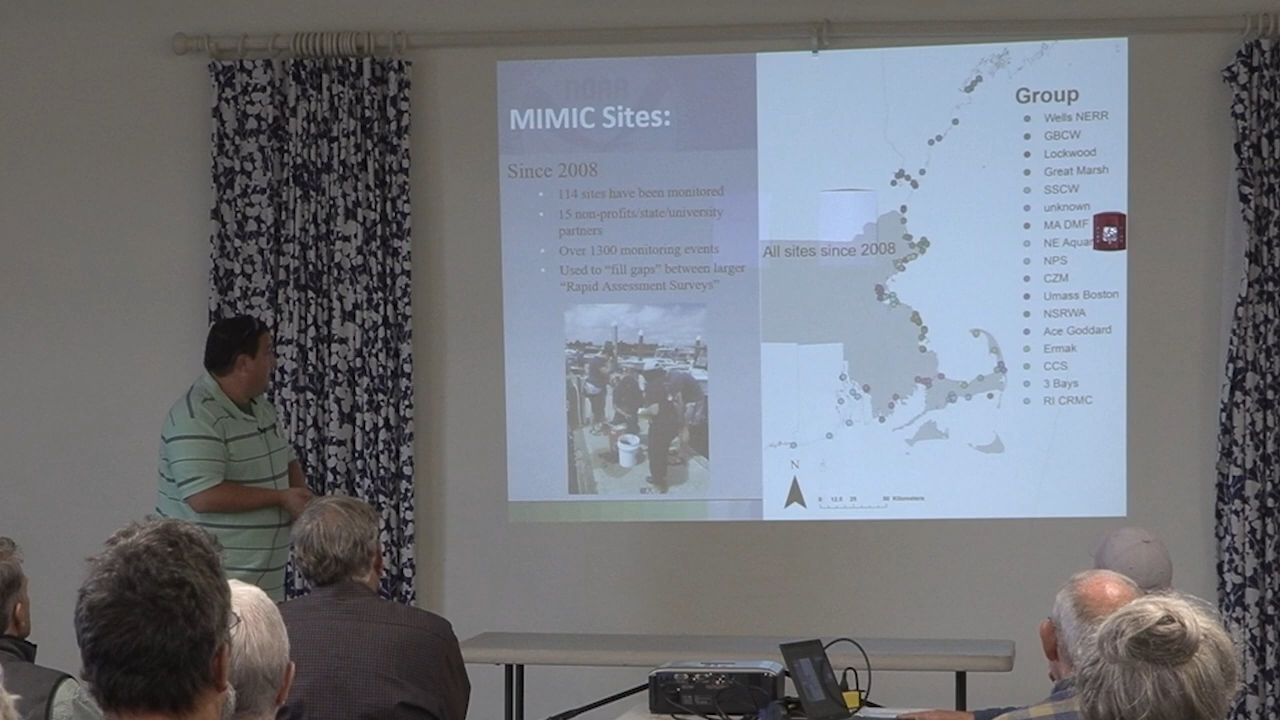 MIMIC Sites:
Since 2008
114 sites have been monitored
15 non-profits/state/university
partners
Over 1300 monitoring events
Used to “fill gaps” between larger
“Rapid Assessment Surveys”
All sites since 2008
Group
Wells NERR
GBCW
Lockwood
Great Marsh
SSCW
unknown
MA DMF
NE Aquar
NPS
CZM
Umass Boston
NSRWA
Ace Goddard
Ermak
CCS
3 Bays
RI CRMC
N
Kilometers